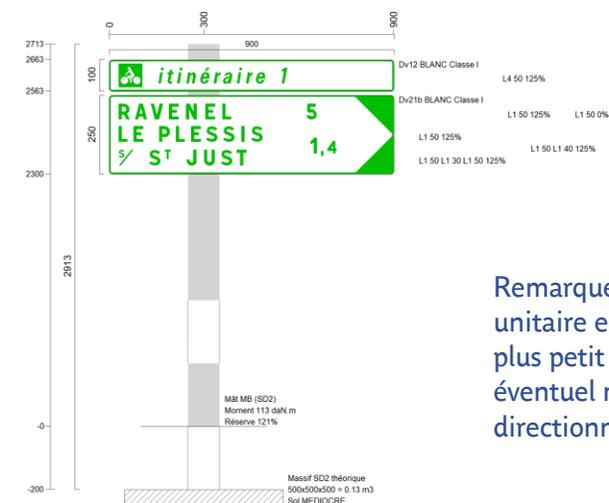 0
300
900
900
2713
2663
2563
2300
100
250
2913
-0
-200
itinéraire 1
Dv12 BLANC Classe I
L4 50 125%
RAVENEL 5
LE PLESSIS
S/ ST JUST 1,4
Dv21b BLANC Classe I
L1 50 125% L1 50 0%
L1 50 125%
L1 50 L1 40 125%
L1 50 L1 30 L1 50 125%
Mât MB (SD2)
Moment 113 daN.m
Réserve 121%
Massif SD2 théorique
500x500x500 = 0.13 m3
Sol MEDIOCRE
Remarque
unitaire e
plus petit
éventuel r
directionn